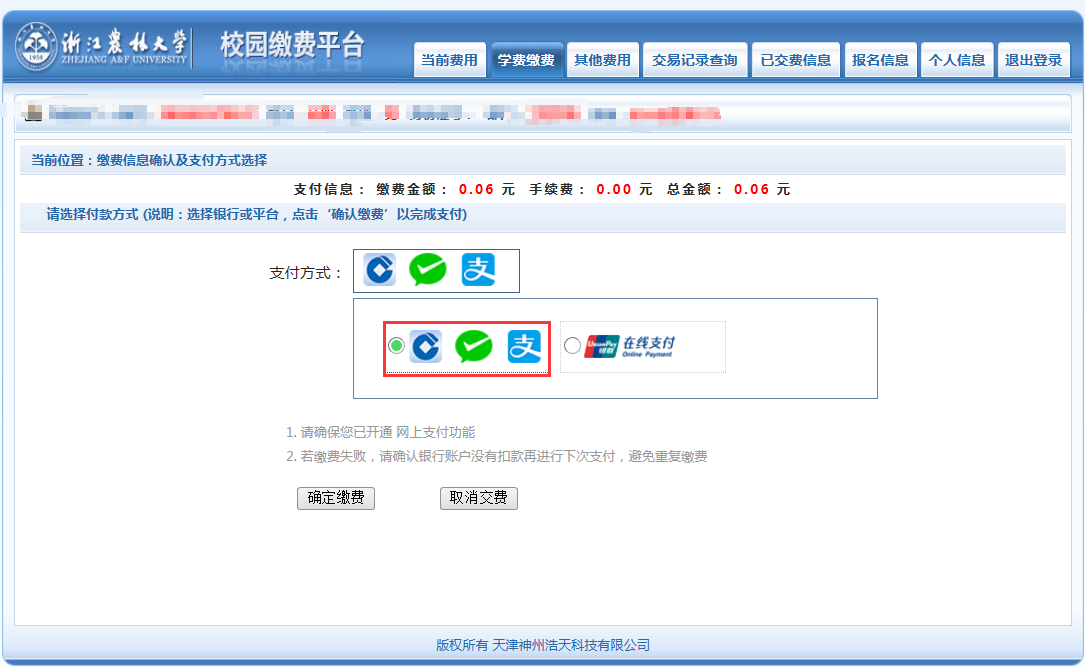 浙江农林大学
ZHEJIANG A&F UNIVERSITY
1958
校园缴费平台
当前费用 学费缴费 其他费用 交易记录查询 已交费信息 报名信息 个人信息 退出登录
当前位置：缴费信息确认及支付方式选择
支付信息： 缴费金额： 0.06 元 手续费： 0.00 元 总金额： 0.06 元
请选择付款方式 (说明：选择银行或平台，点击‘确认缴费’以完成支付)
支付方式： 支
支 UnionPay 银联 在线支付 Online Payment
1. 请确保您已开通 网上支付功能
2. 若缴费失败，请确认银行账户没有扣款再进行下次支付，避免重复缴费
确定缴费 取消交费
版权所有 天津神州浩天科技有限公司